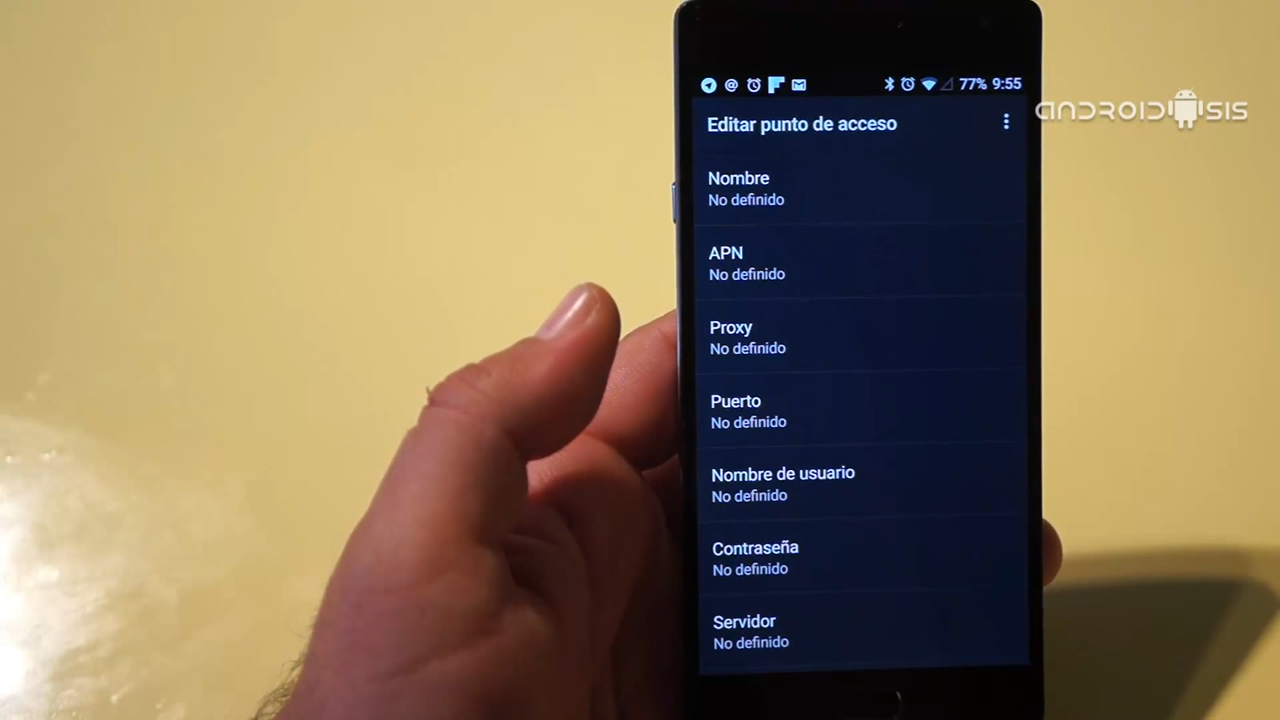 77% 9:55
ANDROIDSIS
Editar punto de acceso
Nombre
No definido
APN
No definido
Proxy
No definido
Puerto
No definido
Nombre de usuario
No definido
Contraseña
No definido
Servidor
No definido